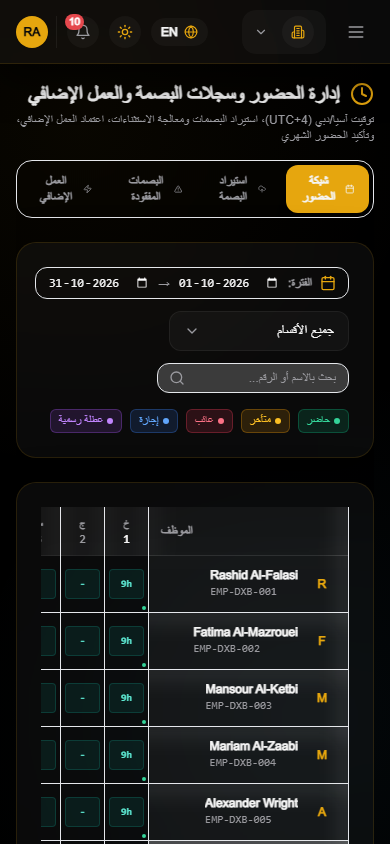 EN
10
RA
إدارة الحضور وسجلات البصمة والعمل الإضافي
توقيت آسيا/دبي (UTC+4)، استيراد البصمات ومعالجة الاستثناءات، اعتماد العمل الإضافي،
وتأكيد الحضور الشهري
شبكة الحضور
استيراد البصمة
البصمات المفقودة
العمل الإضافي
الفترة: 01-10-2026 → 31-10-2026
جميع الأقسام
بحث بالاسم أو الرقم...
حاضر
متأخر
غائب
إجازة
عطلة رسمية
الموظف خ 1 ج 2
R Rashid Al-Falasi 9h -
EMP-DXB-001
F Fatima Al-Mazrouei 9h -
EMP-DXB-002
M Mansour Al-Ketbi 9h -
EMP-DXB-003
M Mariam Al-Zaabi 9h -
EMP-DXB-004
A Alexander Wright 9h -
EMP-DXB-005